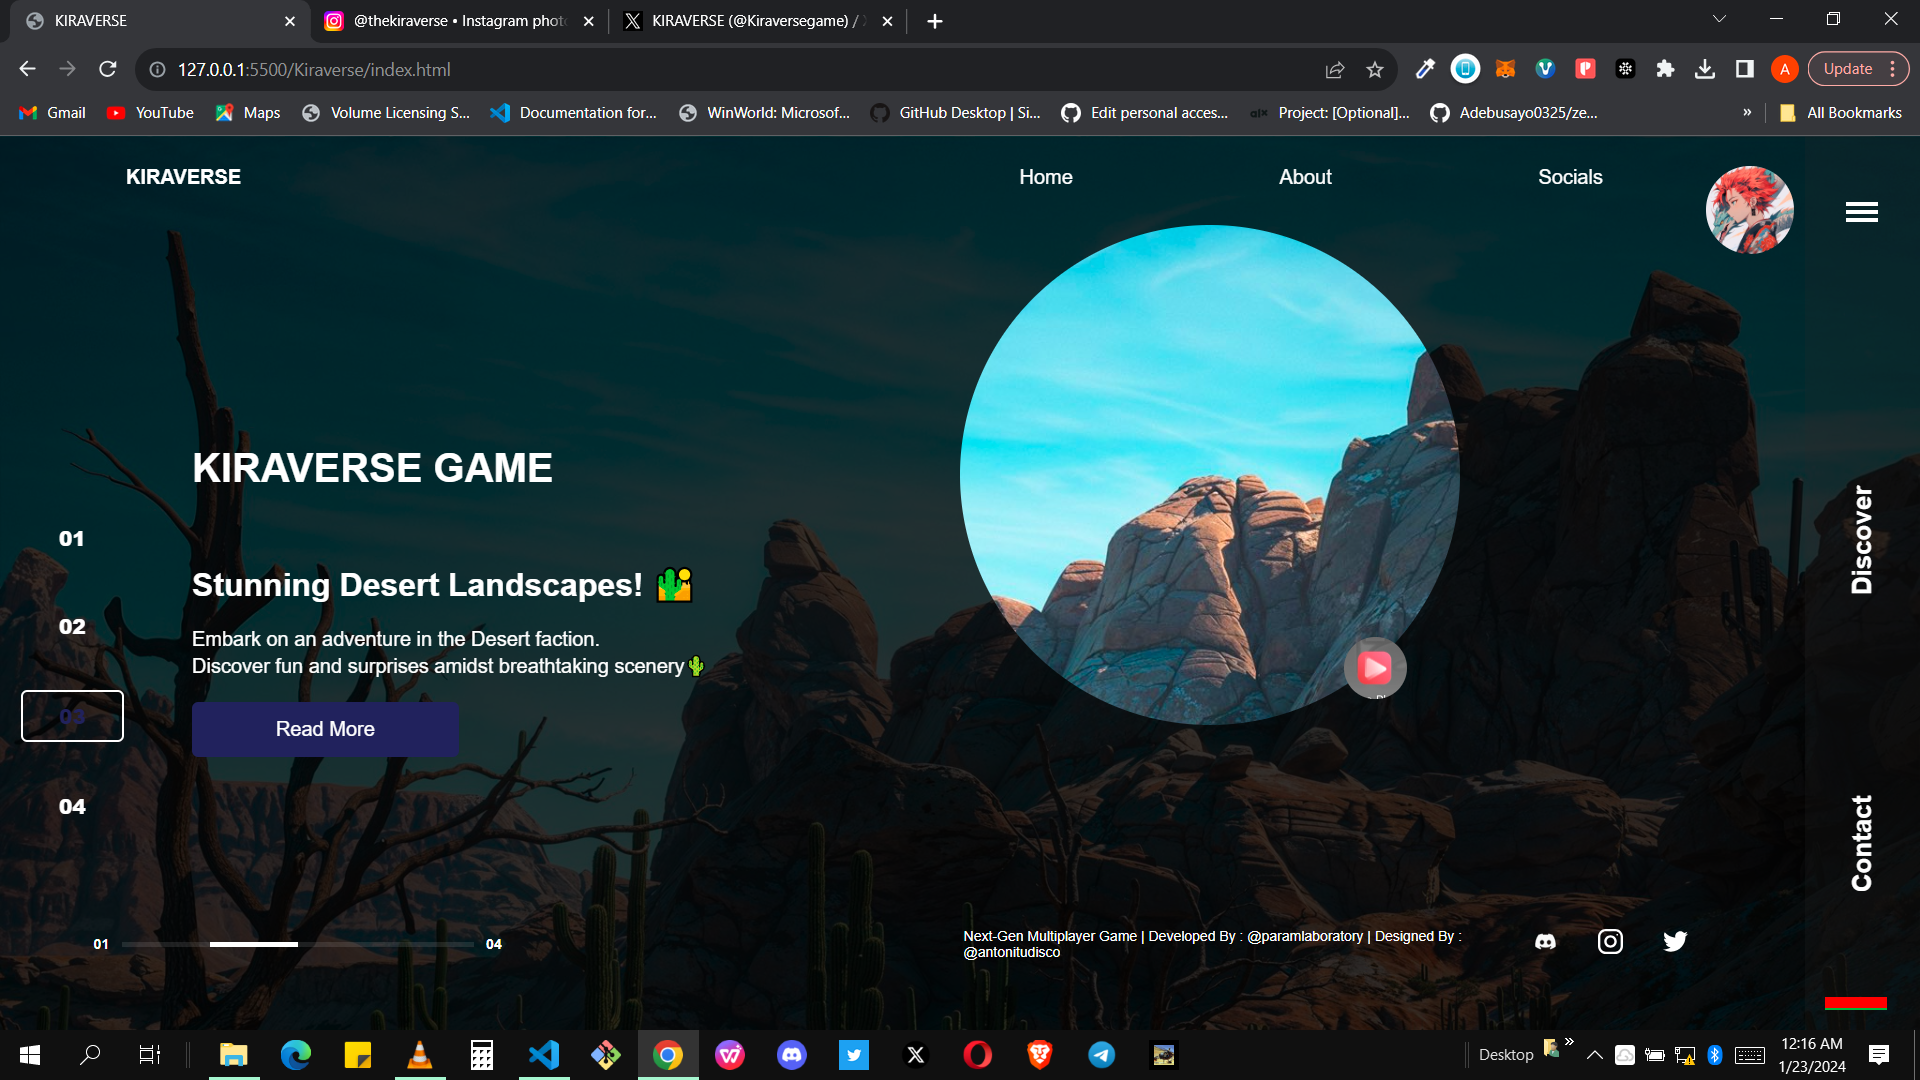 KIRAVERSE
@thekiraverse • Instagram phot
KIRAVERSE (@Kiraversegame) /
127.0.0.1:5500/Kiraverse/index.html
A
Update
Gmail
YouTube
Maps
Volume Licensing S...
Documentation for...
WinWorld: Microsof...
GitHub Desktop | Si...
Edit personal acces...
Project: [Optional]...
Adebusayo0325/ze...
»
All Bookmarks
KIRAVERSE
Home
About
Socials
KIRAVERSE GAME
01
Stunning Desert Landscapes! 🏜️
02
Embark on an adventure in the Desert faction.
Discover fun and surprises amidst breathtaking scenery🌵
03
Read More
04
Discover
Contact
01
04
Next-Gen Multiplayer Game | Developed By : @paramlaboratory | Designed By :
@antonitudisco
Desktop
»
12:16 AM
1/23/2024